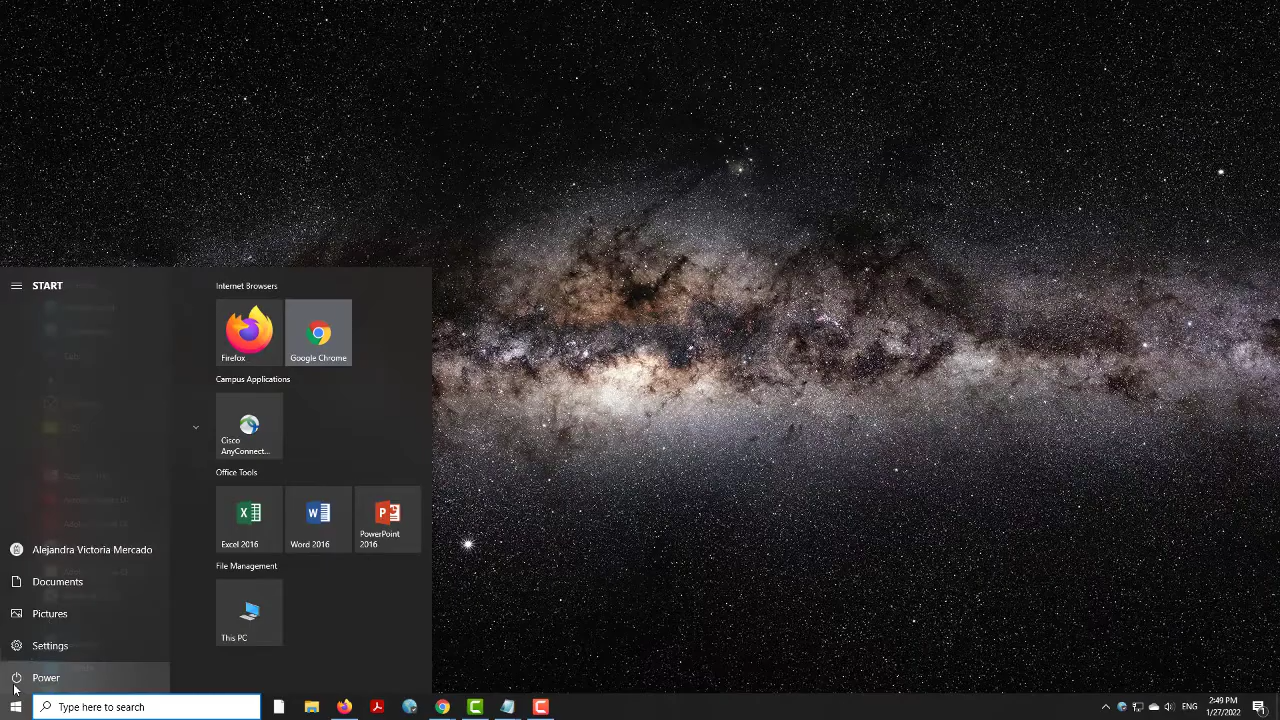 START
Alejandra Victoria Mercado
Documents
Pictures
Settings
Power
Internet Browsers
Firefox
Google Chrome
Campus Applications
Cisco
AnyConnect...
Office Tools
Excel 2016
Word 2016
PowerPoint
2016
File Management
This PC
Type here to search
ENG
2:49 PM
1/27/2022